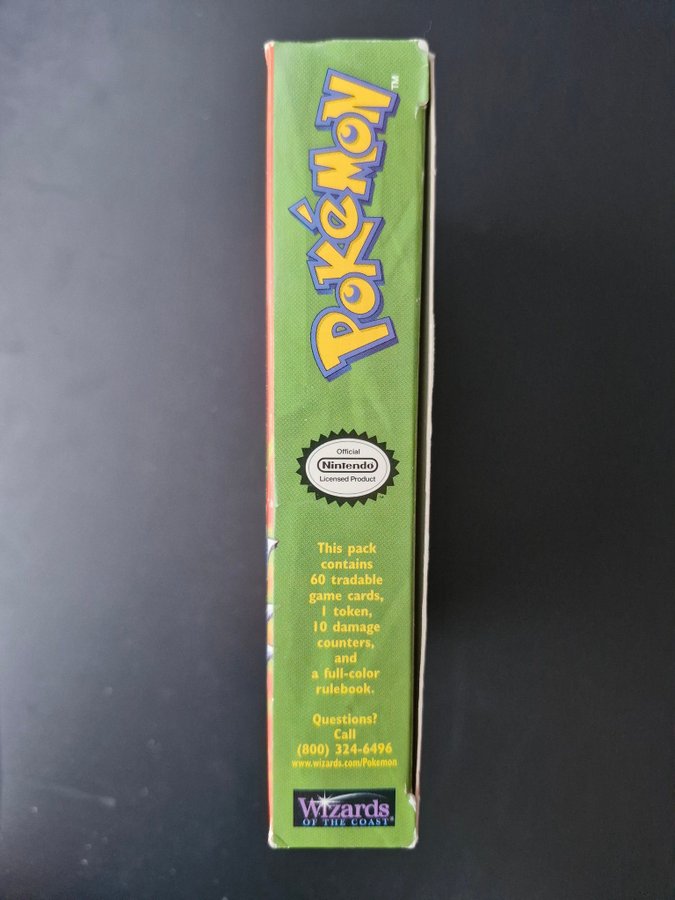 POKéMON™
Official
Nintendo
Licensed Product
This pack
contains
60 tradable
game cards,
1 token,
10 damage
counters,
and
a full-color
rulebook.
Questions?
Call
(800) 324-6496
www.wizards.com/Pokemon
Wizards
OF THE COAST®